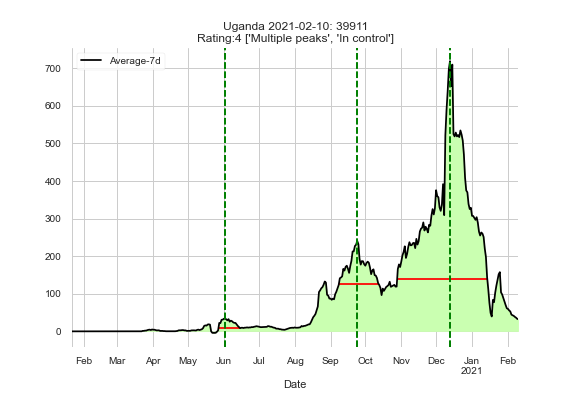 Uganda 2021-02-10: 39911
Rating:4 ['Multiple peaks', 'In control']
Average-7d
700
600
500
400
300
200
100
0
Feb Mar Apr May Jun Jul Aug Sep Oct Nov Dec Jan Feb
2021
Date